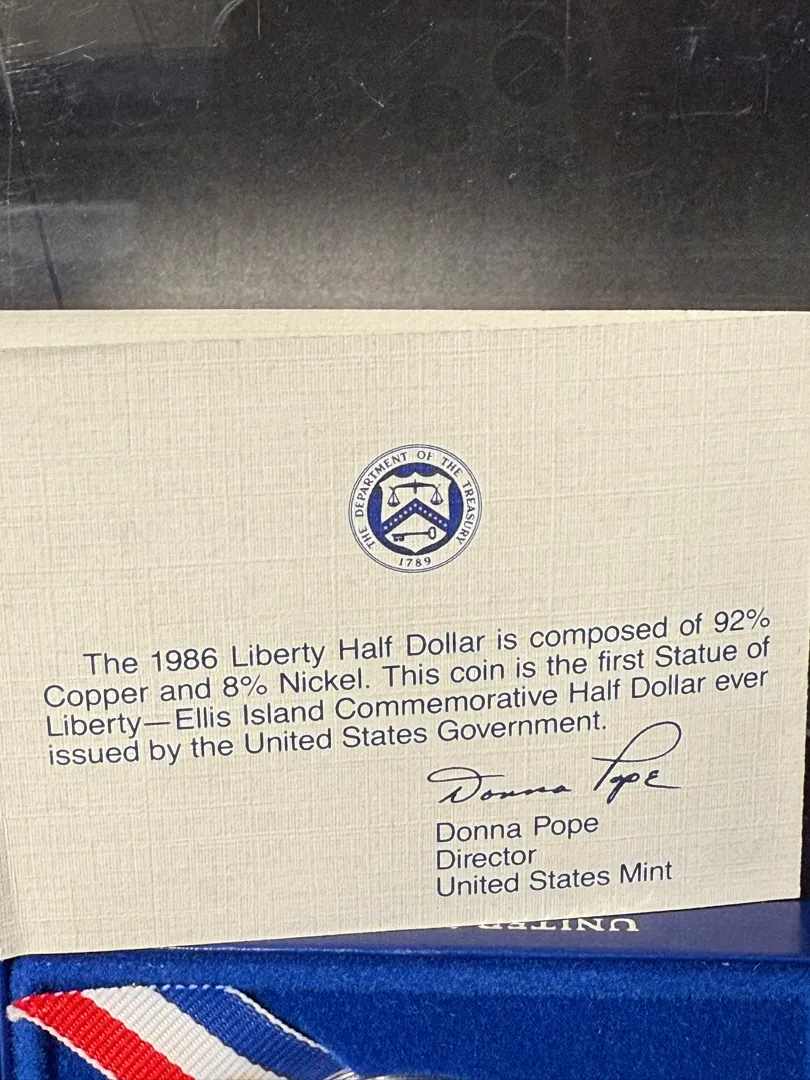 THE DEPARTMENT OF THE TREASURY
1789
The 1986 Liberty Half Dollar is composed of 92%
Copper and 8% Nickel. This coin is the first Statue of
Liberty—Ellis Island Commemorative Half Dollar ever
issued by the United States Government.
Donna Pope
Donna Pope
Director
United States Mint
UNITED